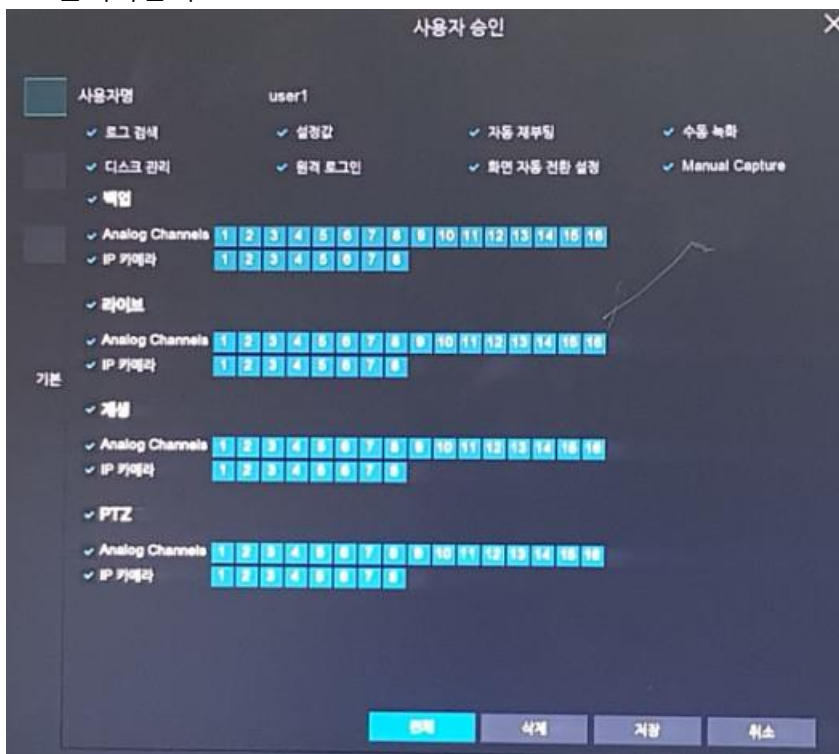 사용자 승인
사용자명 user1
로그 검색 설정값 자동 재부팅 수동 녹화
디스크 관리 원격 로그인 화면 자동 전환 설정 Manual Capture
백업
Analog Channels 1 2 3 4 5 6 7 8 9 10 11 12 13 14 15 16
IP 카메라 1 2 3 4 5 6 7 8
라이브
Analog Channels 1 2 3 4 5 6 7 8 9 10 11 12 13 14 15 16
IP 카메라 1 2 3 4 5 6 7 8
기본
재생
Analog Channels 1 2 3 4 5 6 7 8 9 10 11 12 13 14 15 16
IP 카메라 1 2 3 4 5 6 7 8
PTZ
Analog Channels 1 2 3 4 5 6 7 8 9 10 11 12 13 14 15 16
IP 카메라 1 2 3 4 5 6 7 8
전체 삭제 저장 취소